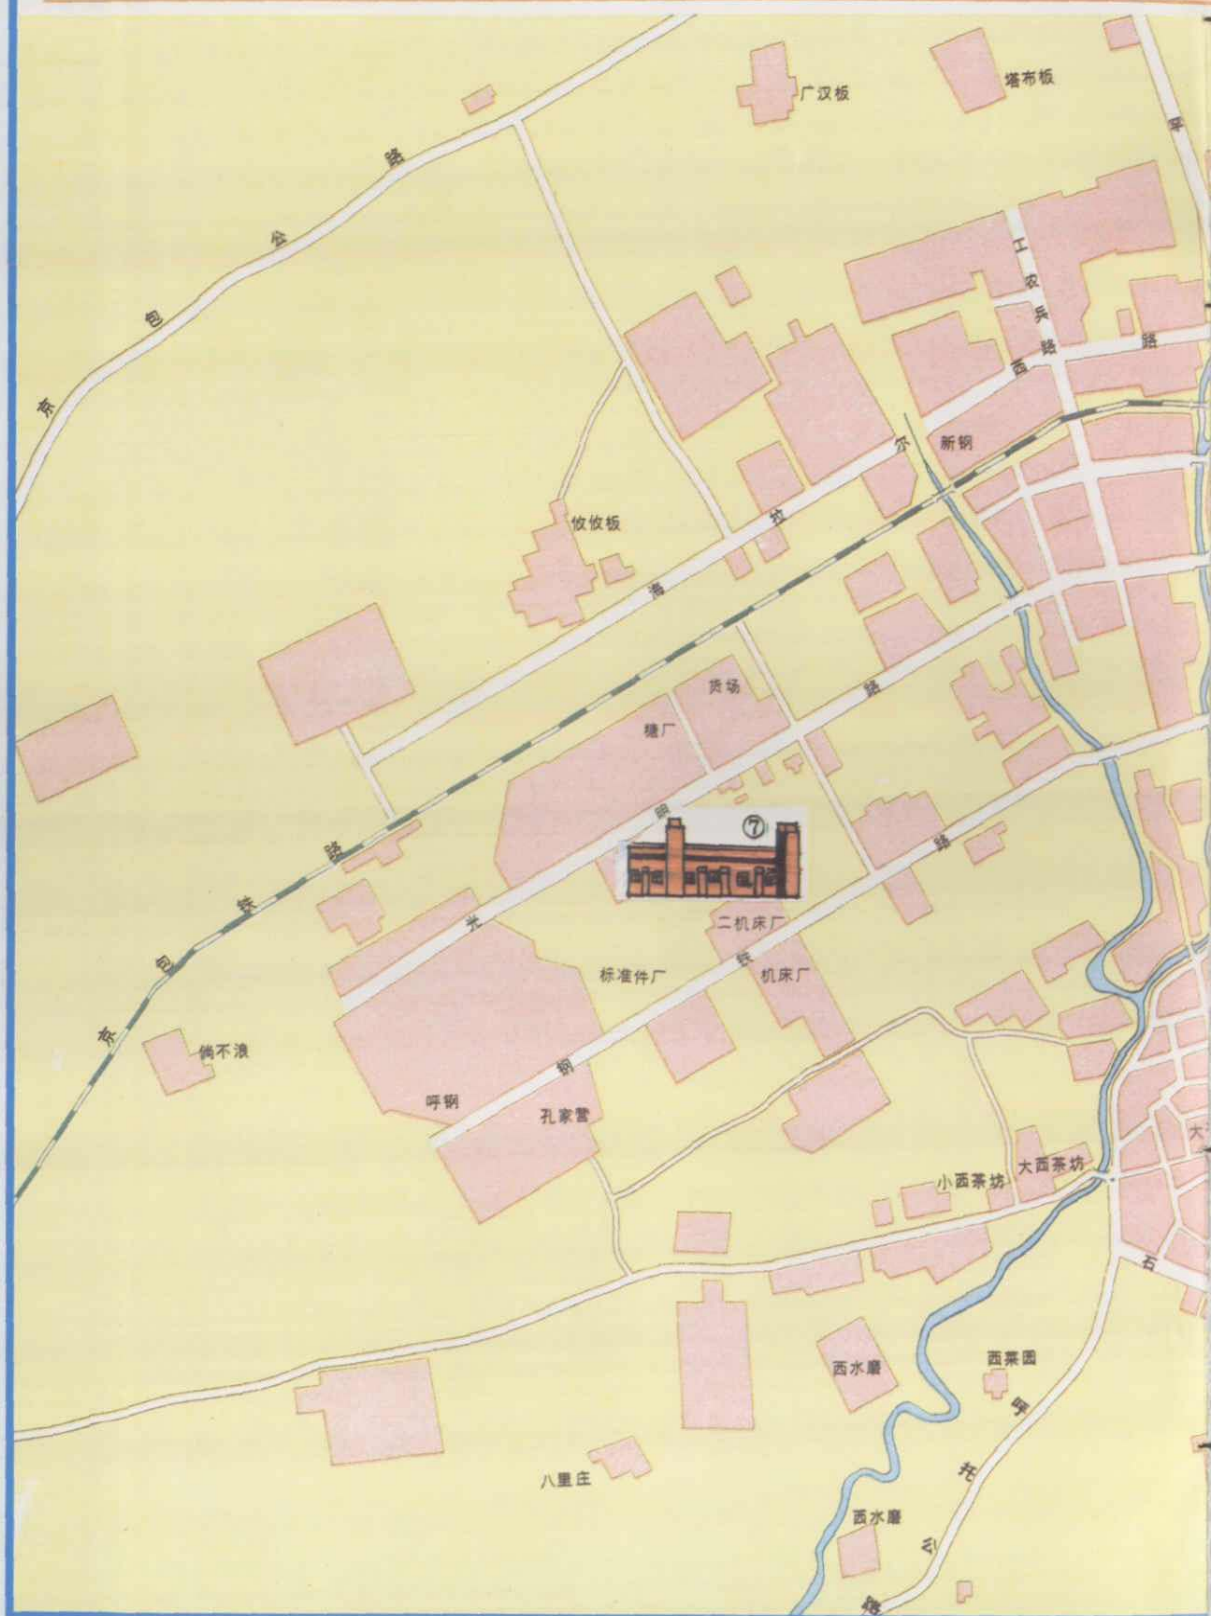 广汉板
塔布板
平
京包公路
工农兵路
海拉尔西路
新钢
攸攸板
货场
糖厂
光明路
⑦
京包铁路
二机床厂
标准件厂
机床厂
钢铁路
倘不浪
呼钢
孔家营
小西茶坊
大西茶坊
大
石
西水磨
西菜园
呼托公路
八里庄
西水磨